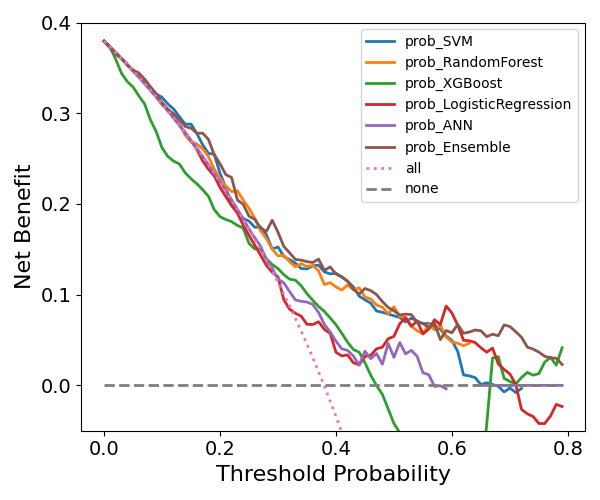 0.4
0.3
0.2
0.1
0.0
Net Benefit
prob_SVM
prob_RandomForest
prob_XGBoost
prob_LogisticRegression
prob_ANN
prob_Ensemble
all
none
0.0 0.2 0.4 0.6 0.8
Threshold Probability